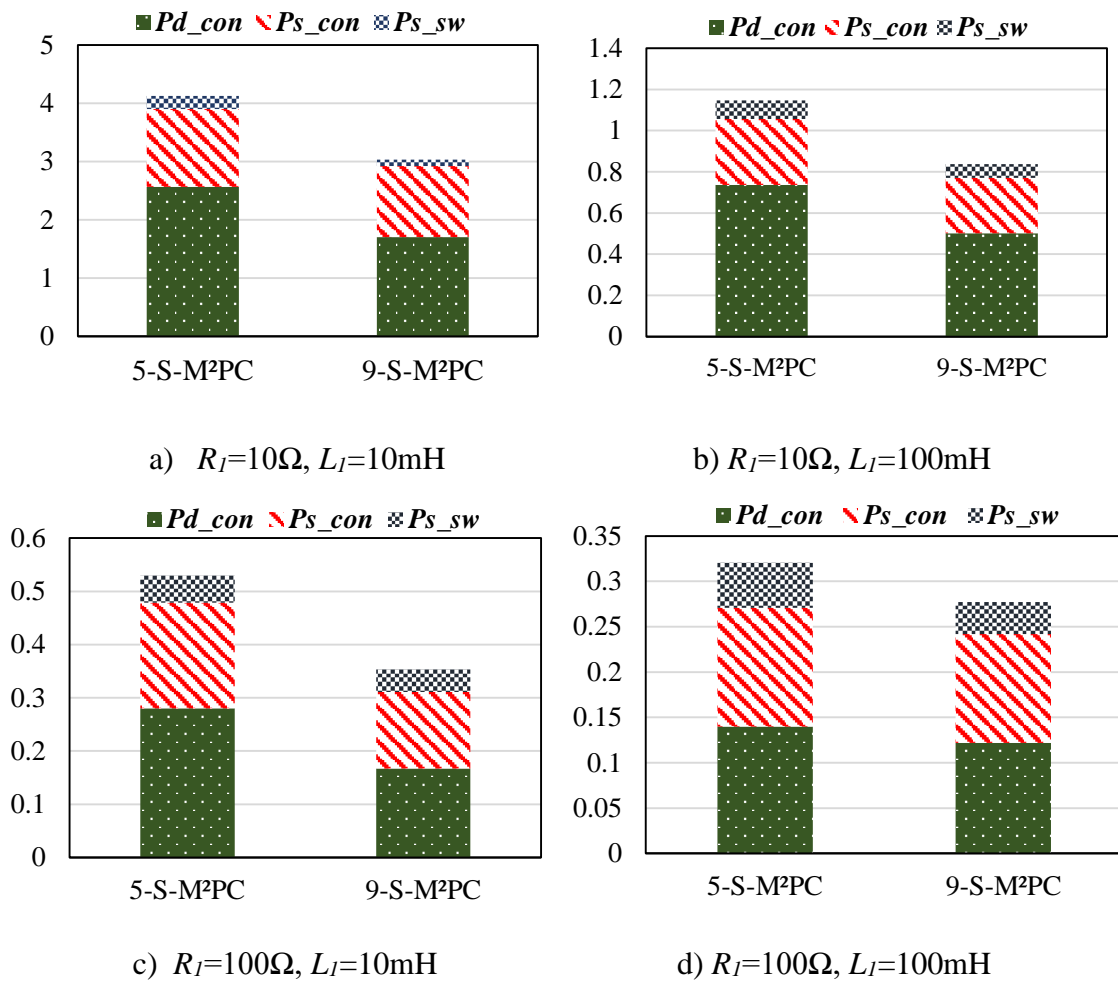 Pd_con Ps_con Ps_sw
5
4
3
2
1
0
5-S-M²PC 9-S-M²PC
a) R1=10Ω, L1=10mH
Pd_con Ps_con Ps_sw
1.4
1.2
1
0.8
0.6
0.4
0.2
0
5-S-M²PC 9-S-M²PC
b) R1=10Ω, L1=100mH
Pd_con Ps_con Ps_sw
0.6
0.5
0.4
0.3
0.2
0.1
0
5-S-M²PC 9-S-M²PC
c) R1=100Ω, L1=10mH
Pd_con Ps_con Ps_sw
0.35
0.3
0.25
0.2
0.15
0.1
0.05
0
5-S-M²PC 9-S-M²PC
d) R1=100Ω, L1=100mH